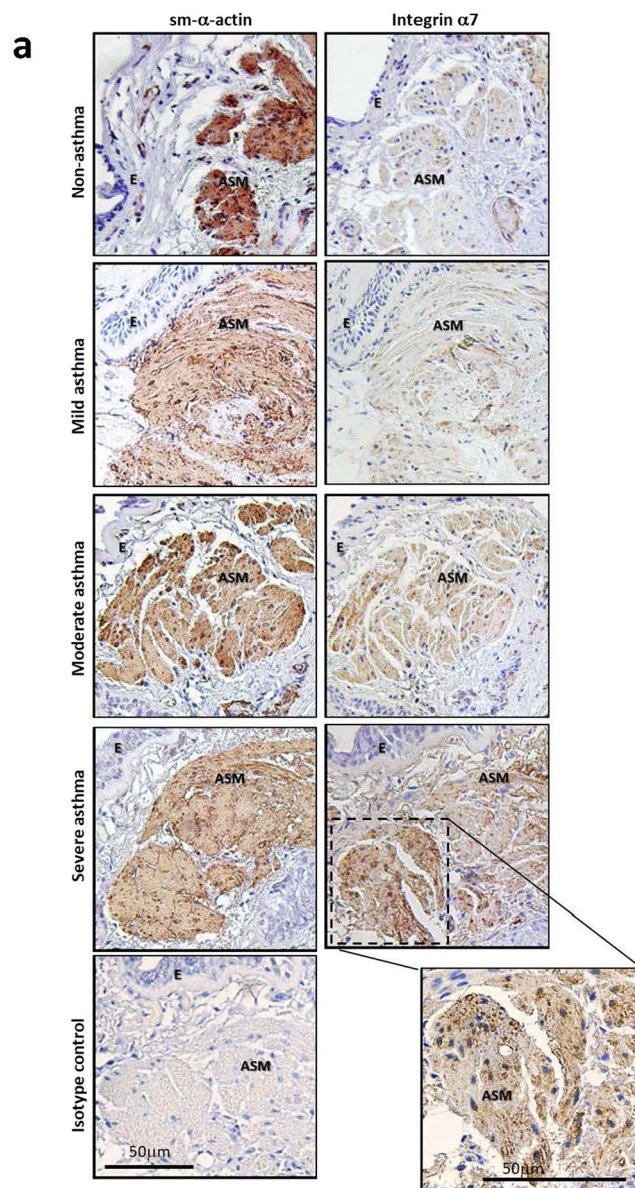 a
sm-α-actin
Integrin α7
Non-asthma
E
ASM
E
ASM
Mild asthma
E
ASM
E
ASM
Moderate asthma
E
ASM
E
ASM
Severe asthma
E
ASM
E
ASM
Isotype control
E
ASM
50μm
ASM
50μm